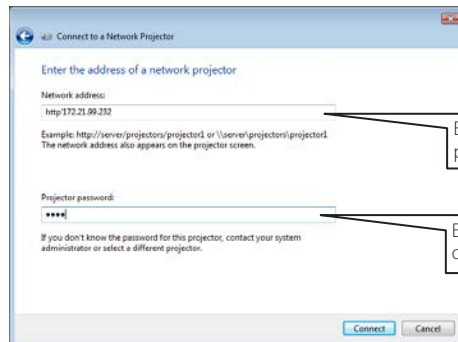 Connect to a Network Projector
Enter the address of a network projector
Network address:
http'172.21.99.232
Example: http://server/projectors/projector1 or \\server\projectors\projector1
The network address also appears on the projector screen.
Projector password:
If you don't know the password for this projector, contact your system
administrator or select a different projector.
Connect Cancel